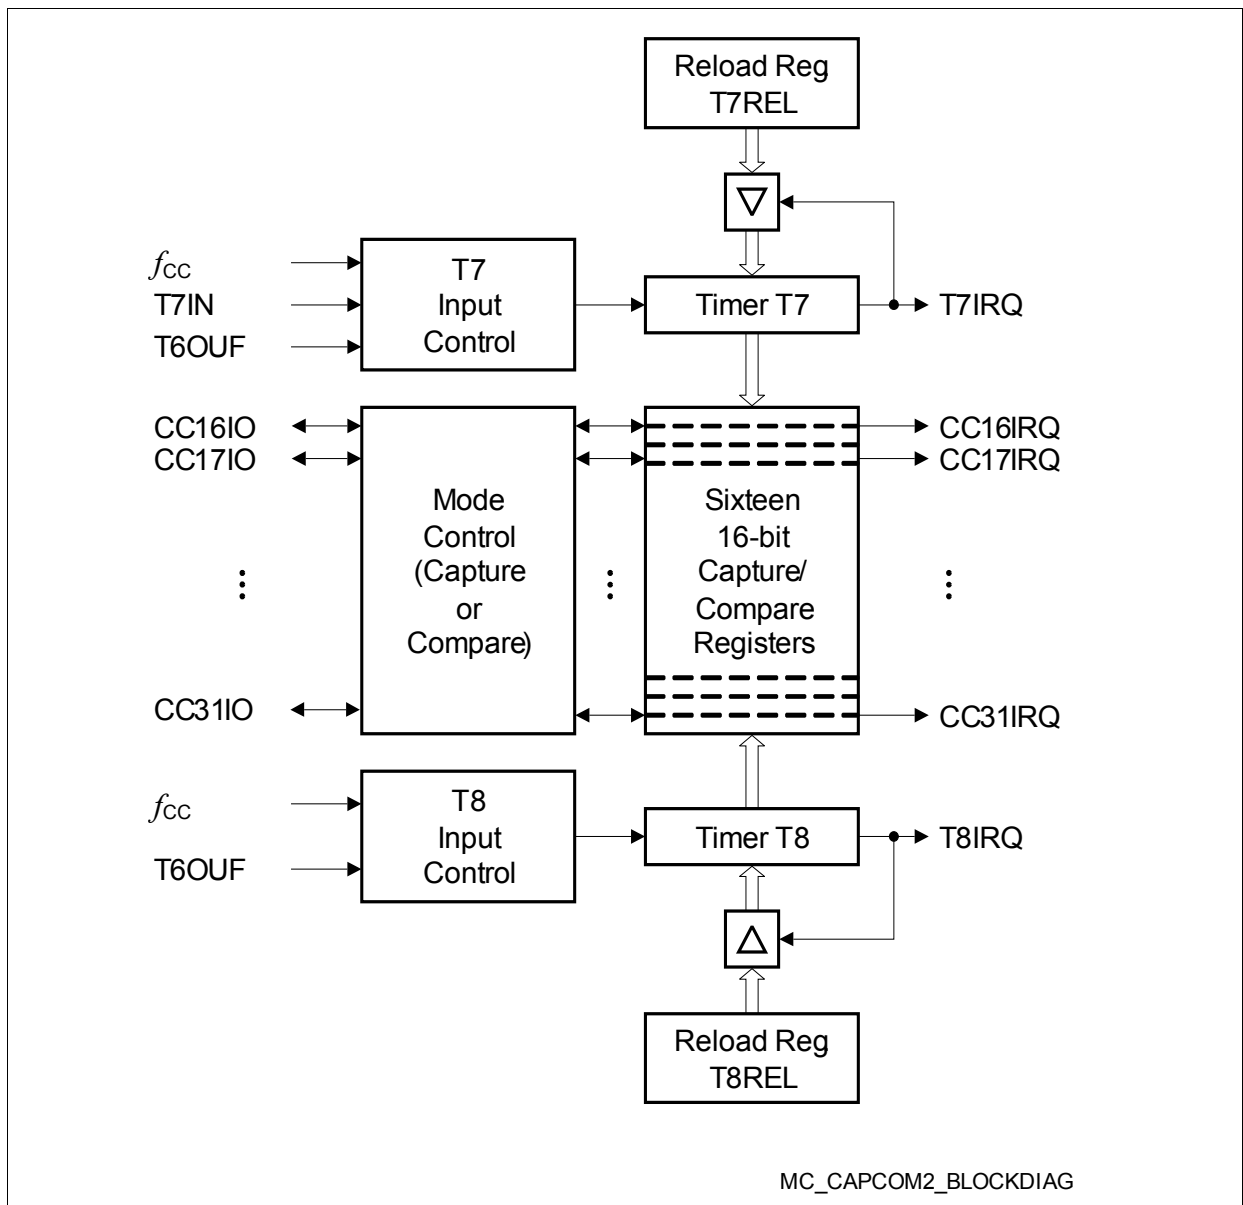 Reload Reg
T7REL
fCC
T7IN
T6OUF
T7
Input
Control
Timer T7
T7IRQ
CC16IO
CC17IO
CC31IO
Mode
Control
(Capture
or
Compare)
Sixteen
16-bit
Capture/
Compare
Registers
CC16IRQ
CC17IRQ
CC31IRQ
fCC
T6OUF
T8
Input
Control
Timer T8
T8IRQ
Reload Reg
T8REL
MC_CAPCOM2_BLOCKDIAG